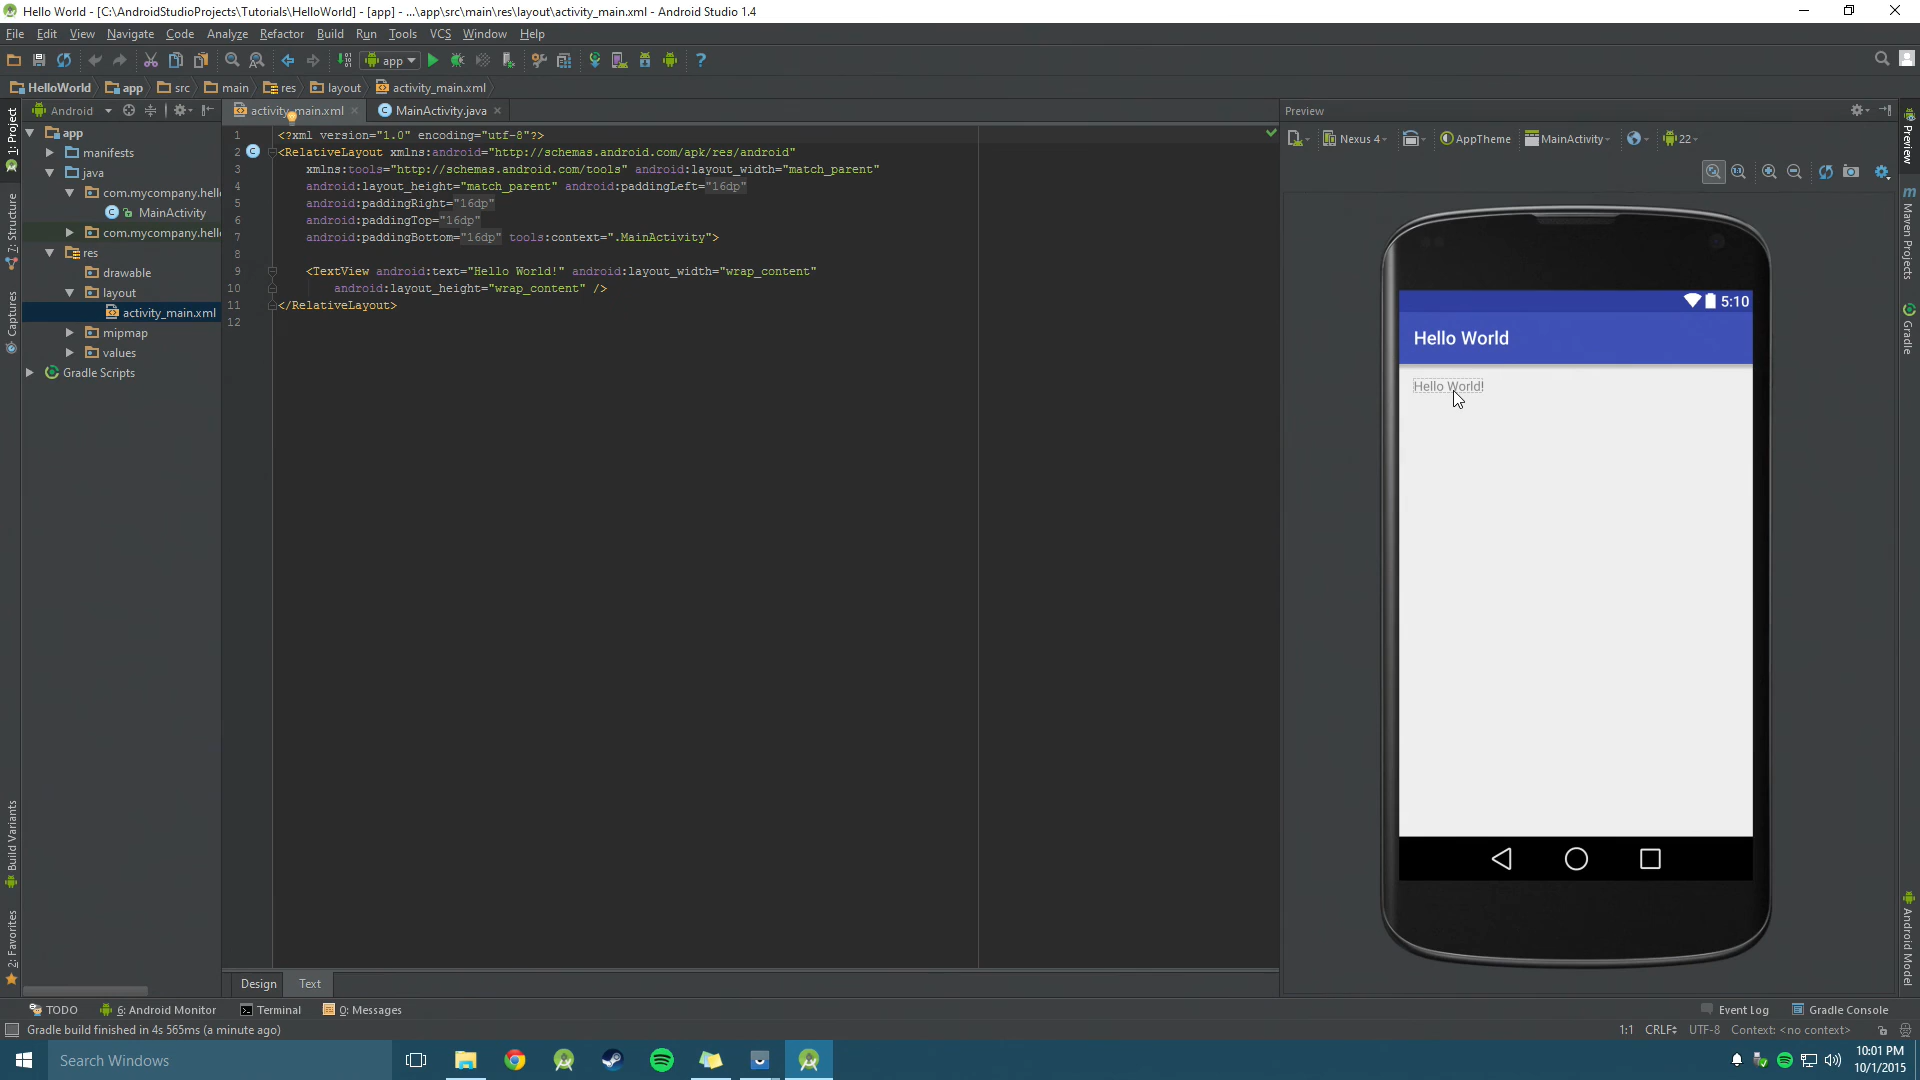 Hello World - [C:\AndroidStudioProjects\Tutorials\HelloWorld] - [app] - ...\app\src\main\res\layout\activity_main.xml - Android Studio 1.4
File Edit View Navigate Code Analyze Refactor Build Run Tools VCS Window Help
app
HelloWorld app src main res layout activity_main.xml
1: Project
7: Structure
Captures
Build Variants
2: Favorites
Android
app
manifests
java
com.mycompany.hell
MainActivity
com.mycompany.hell
res
drawable
layout
activity_main.xml
mipmap
values
Gradle Scripts
activity_main.xml MainActivity.java
1 <?xml version="1.0" encoding="utf-8"?>
2 <RelativeLayout xmlns:android="http://schemas.android.com/apk/res/android"
3 xmlns:tools="http://schemas.android.com/tools" android:layout_width="match_parent"
4 android:layout_height="match_parent" android:paddingLeft="16dp"
5 android:paddingRight="16dp"
6 android:paddingTop="16dp"
7 android:paddingBottom="16dp" tools:context=".MainActivity">
8
9 <TextView android:text="Hello World!" android:layout_width="wrap_content"
10 android:layout_height="wrap_content" />
11 </RelativeLayout>
12
Design Text
Preview
Nexus 4 AppTheme MainActivity 22
5:10
Hello World
Hello World!
Preview
Maven Projects
Gradle
Android Model
TODO 6: Android Monitor Terminal 0: Messages Event Log Gradle Console
Gradle build finished in 4s 565ms (a minute ago) 1:1 CRLF UTF-8 Context: <no context>
Search Windows
10:01 PM
10/1/2015